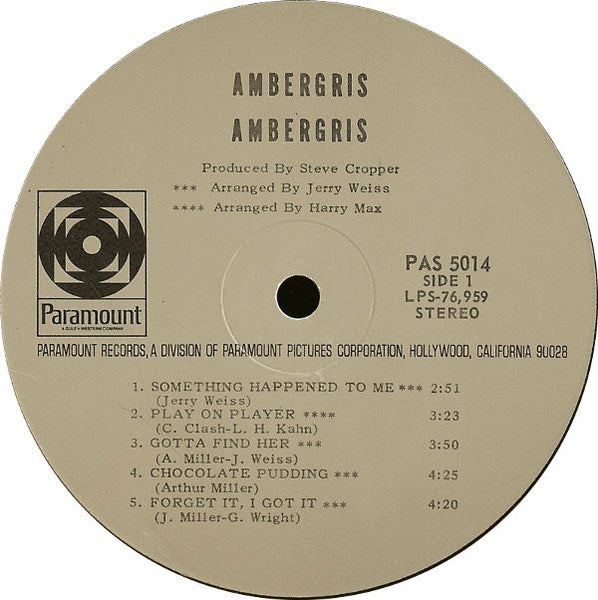 AMBERGRIS
AMBERGRIS
Produced By Steve Cropper
*** Arranged By Jerry Weiss
**** Arranged By Harry Max
Paramount
A GULF+WESTERN COMPANY
PAS 5014
SIDE 1
LPS-76,959
STEREO
PARAMOUNT RECORDS, A DIVISION OF PARAMOUNT PICTURES CORPORATION, HOLLYWOOD, CALIFORNIA 90028
1. SOMETHING HAPPENED TO ME *** 2:51
(Jerry Weiss)
2. PLAY ON PLAYER **** 3:23
(C. Clash-L. H. Kahn)
3. GOTTA FIND HER *** 3:50
(A. Miller-J. Weiss)
4. CHOCOLATE PUDDING *** 4:25
(Arthur Miller)
5. FORGET IT, I GOT IT *** 4:20
(J. Miller-G. Wright)